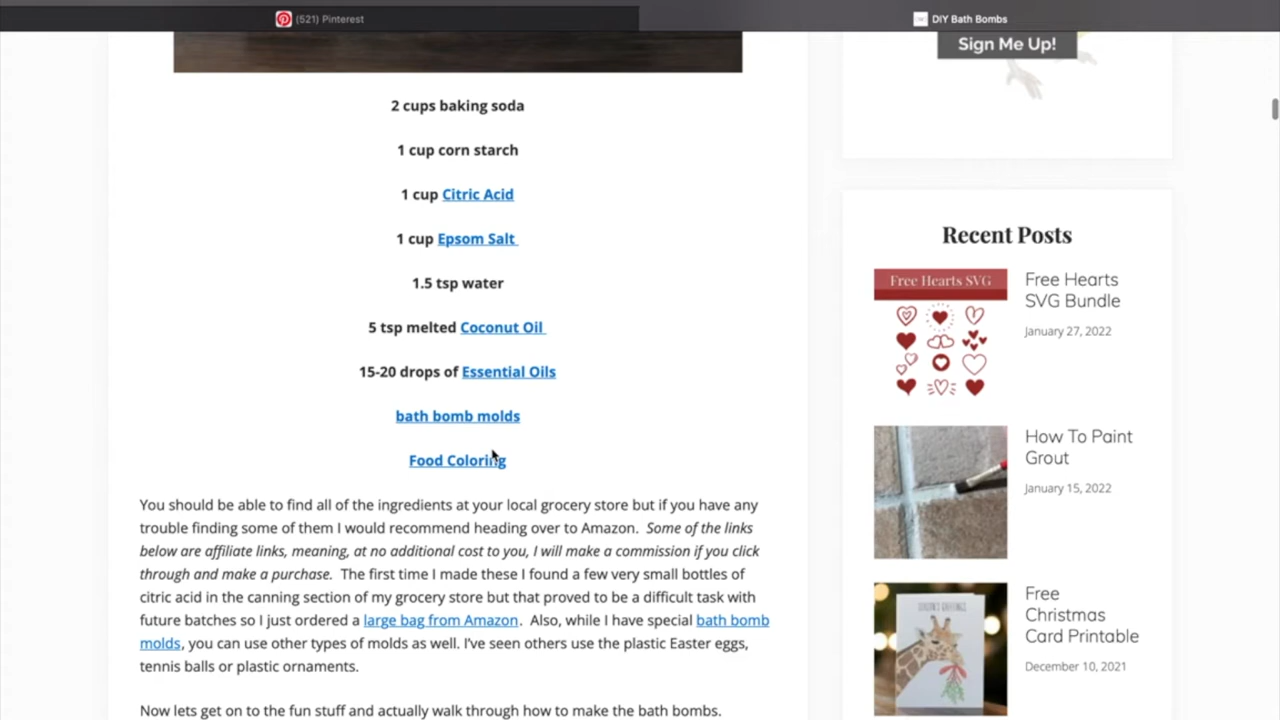 (521) Pinterest
DIY Bath Bombs
Sign Me Up!
2 cups baking soda
1 cup corn starch
1 cup Citric Acid
1 cup Epsom Salt
1.5 tsp water
5 tsp melted Coconut Oil
15-20 drops of Essential Oils
bath bomb molds
Food Coloring
You should be able to find all of the ingredients at your local grocery store but if you have any
trouble finding some of them I would recommend heading over to Amazon. Some of the links
below are affiliate links, meaning, at no additional cost to you, I will make a commission if you click
through and make a purchase. The first time I made these I found a few very small bottles of
citric acid in the canning section of my grocery store but that proved to be a difficult task with
future batches so I just ordered a large bag from Amazon. Also, while I have special bath bomb
molds, you can use other types of molds as well. I've seen others use the plastic Easter eggs,
tennis balls or plastic ornaments.
Now lets get on to the fun stuff and actually walk through how to make the bath bombs.
Recent Posts
Free Hearts SVG
Free Hearts
SVG Bundle
January 27, 2022
How To Paint
Grout
January 15, 2022
Free
Christmas
Card Printable
December 10, 2021